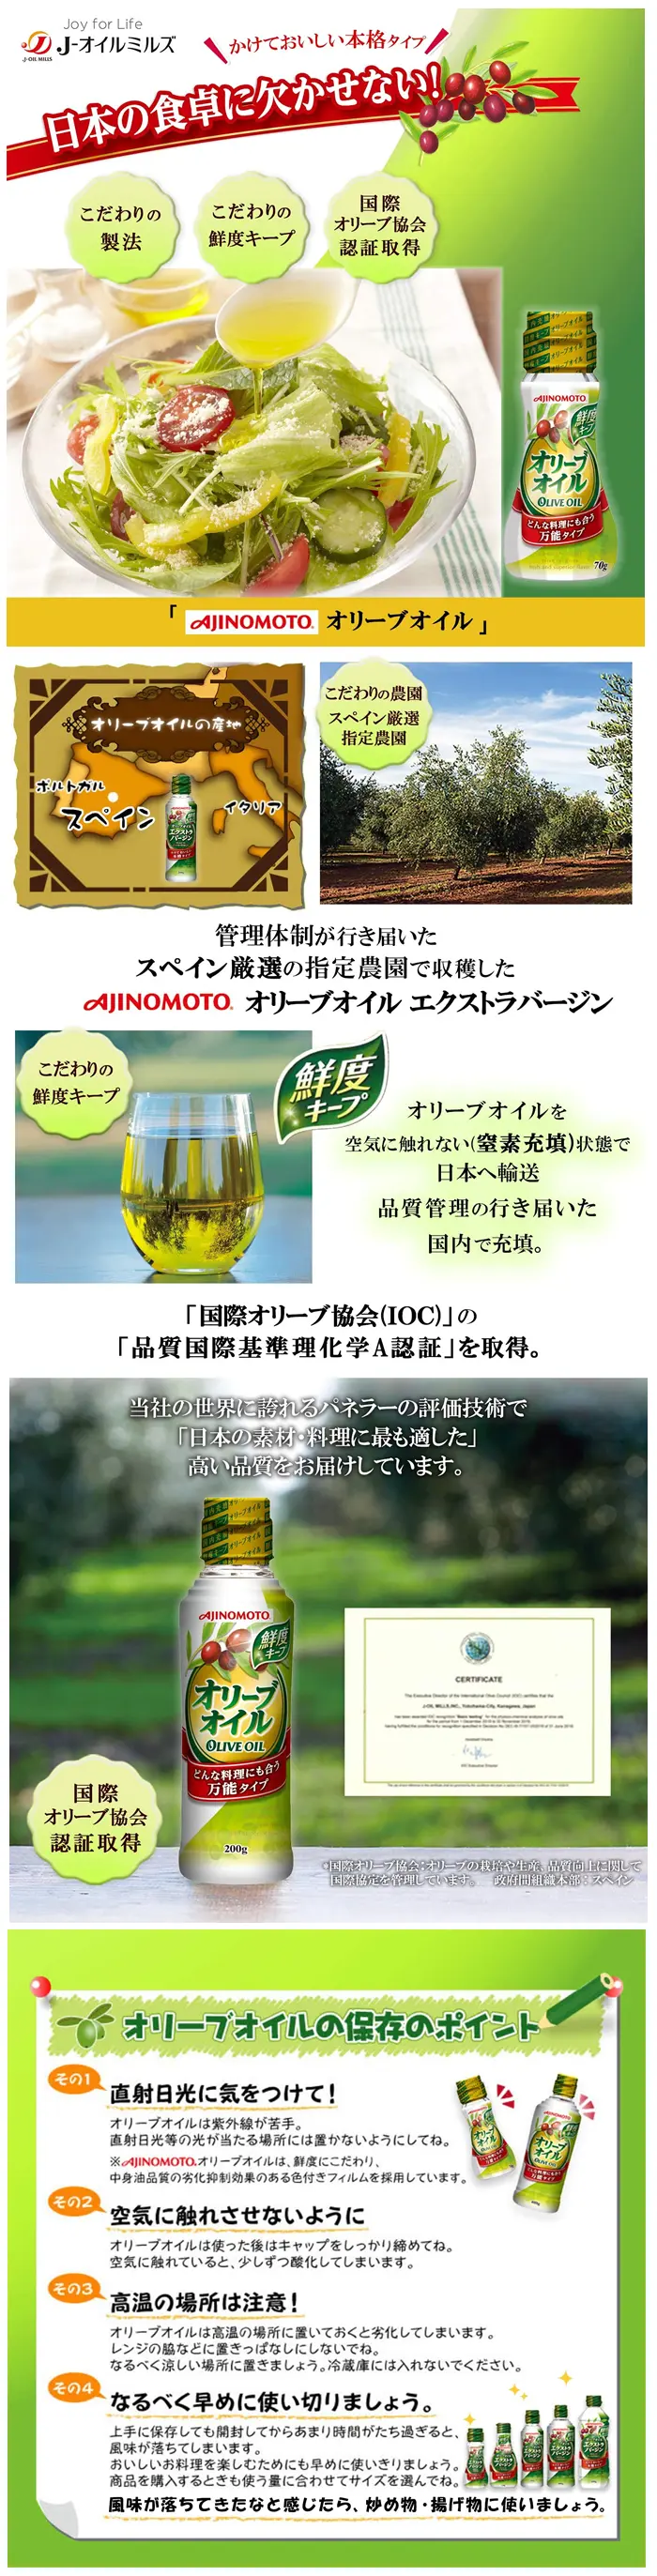 Joy for Life
J-オイルミルズ
J-OIL MILLS
かけておいしい本格タイプ
日本の食卓に欠かせない!
こだわりの
製法
こだわりの
鮮度キープ
国際
オリーブ協会
認証取得
AJINOMOTO
鮮度
キープ
オリーブ
オイル
OLIVE OIL
どんな料理にも合う
万能タイプ
70g
「AJINOMOTO. オリーブオイル」
オリーブオイルの産地
ポルトガル
スペイン
イタリア
エクストラ
バージン
こだわりの農園
スペイン厳選
指定農園
管理体制が行き届いた
スペイン厳選の指定農園で収穫した
AJINOMOTO. オリーブオイル エクストラバージン
こだわりの
鮮度キープ
鮮度
キープ
オリーブオイルを
空気に触れない(窒素充填)状態で
日本へ輸送
品質管理の行き届いた
国内で充填。
「国際オリーブ協会(IOC)」の
「品質国際基準理化学A認証」を取得。
当社の世界に誇れるパネラーの評価技術で
「日本の素材・料理に最も適した」
高い品質をお届けしています。
AJINOMOTO
鮮度
キープ
オリーブ
オイル
OLIVE OIL
どんな料理にも合う
万能タイプ
200g
CERTIFICATE
国際
オリーブ協会
認証取得
*国際オリーブ協会:オリーブの栽培や生産、品質向上に関して
国際協定を管理しています。 政府間組織本部:スペイン
オリーブオイルの保存のポイント
その1
直射日光に気をつけて!
オリーブオイルは紫外線が苦手。
直射日光等の光が当たる場所には置かないようにしてね。
※AJINOMOTO.オリーブオイルは、鮮度にこだわり、
中身油品質の劣化抑制効果のある色付きフィルムを採用しています。
その2
空気に触れさせないように
オリーブオイルは使った後はキャップをしっかり締めてね。
空気に触れていると、少しずつ酸化してしまいます。
その3
高温の場所は注意!
オリーブオイルは高温の場所に置いておくと劣化してしまいます。
レンジの脇などに置きっぱなしにしないでね。
なるべく涼しい場所に置きましょう。冷蔵庫には入れないでください。
その4
なるべく早めに使い切りましょう。
上手に保存しても開封してからあまり時間がたち過ぎると、
風味が落ちてしまいます。
おいしいお料理を楽しむためにも早めに使いきりましょう。
商品を購入するときも使う量に合わせてサイズを選んでね。
風味が落ちてきたなと感じたら、炒め物・揚げ物に使いましょう。